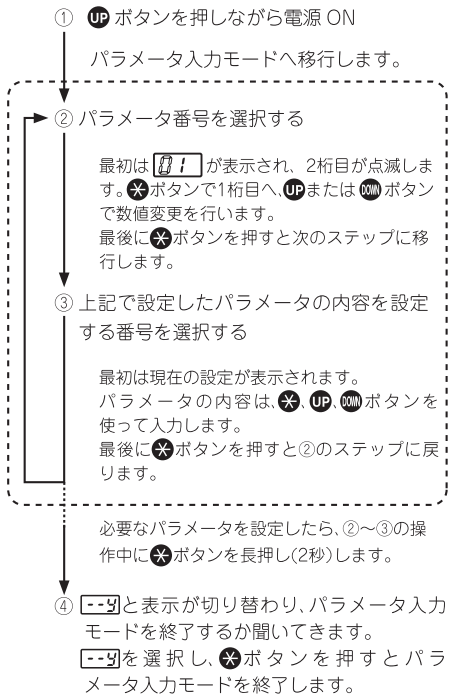 ① UP ボタンを押しながら電源 ON
パラメータ入力モードへ移行します。
② パラメータ番号を選択する
最初は 01 が表示され、2桁目が点滅しま
す。✱ボタンで1桁目へ、UPまたは DOWN ボタン
で数値変更を行います。
最後に✱ボタンを押すと次のステップに移
行します。
③ 上記で設定したパラメータの内容を設定
する番号を選択する
最初は現在の設定が表示されます。
パラメータの内容は、✱、UP、DOWN ボタンを
使って入力します。
最後に✱ボタンを押すと②のステップに戻
ります。
必要なパラメータを設定したら、②〜③の操
作中に✱ボタンを長押し(2秒)します。
④ --y と表示が切り替わり、パラメータ入力
モードを終了するか聞いてきます。
--y を選択し、✱ボタンを押すとパラ
メータ入力モードを終了します。